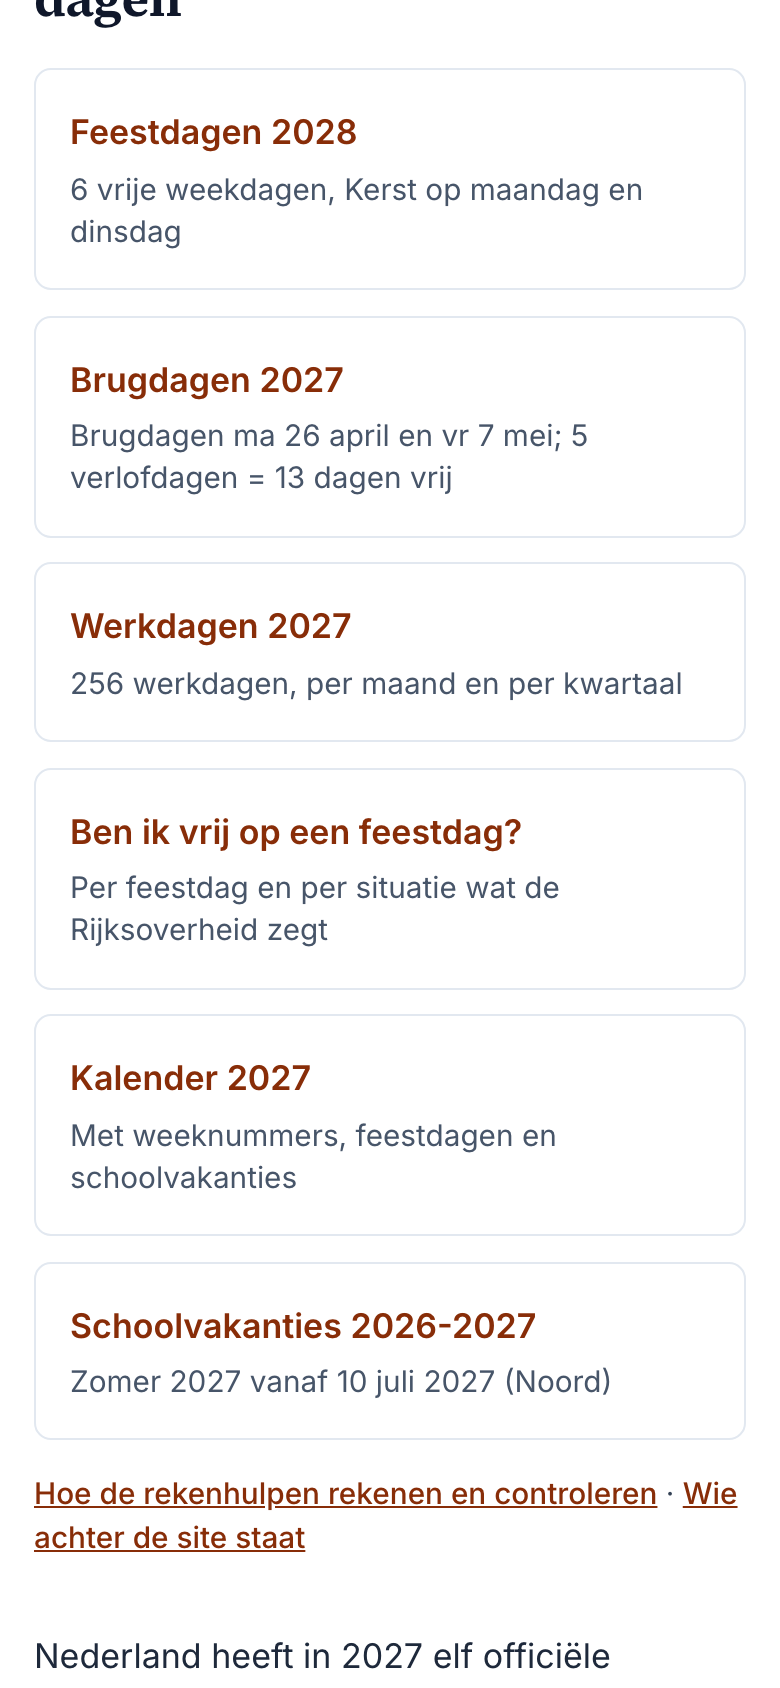 dagen
Feestdagen 2028
6 vrije weekdagen, Kerst op maandag en
dinsdag
Brugdagen 2027
Brugdagen ma 26 april en vr 7 mei; 5
verlofdagen = 13 dagen vrij
Werkdagen 2027
256 werkdagen, per maand en per kwartaal
Ben ik vrij op een feestdag?
Per feestdag en per situatie wat de
Rijksoverheid zegt
Kalender 2027
Met weeknummers, feestdagen en
schoolvakanties
Schoolvakanties 2026-2027
Zomer 2027 vanaf 10 juli 2027 (Noord)
Hoe de rekenhulpen rekenen en controleren · Wie
achter de site staat
Nederland heeft in 2027 elf officiële